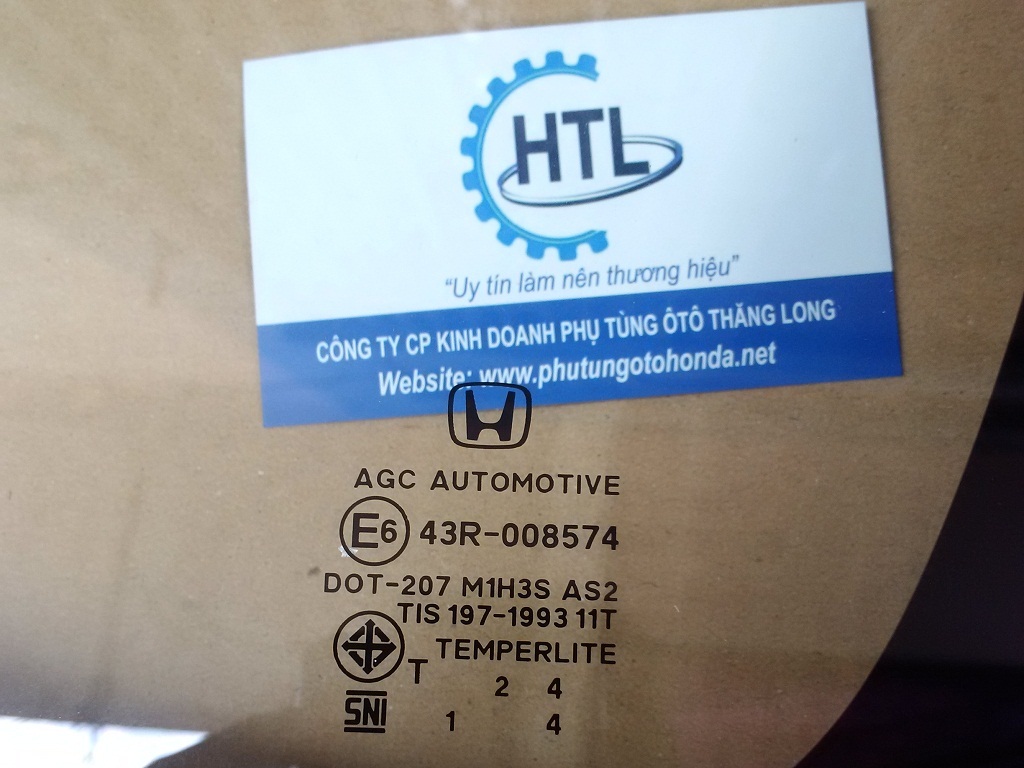 HTL
“Uy tín làm nên thương hiệu”
CÔNG TY CP KINH DOANH PHỤ TÙNG ÔTÔ THĂNG LONG
Website: www.phutungotohonda.net
AGC AUTOMOTIVE
E6 43R-008574
DOT-207 M1H3S AS2
TIS 197-1993 11T
TEMPERLITE
T 2 4
SNI 1 4